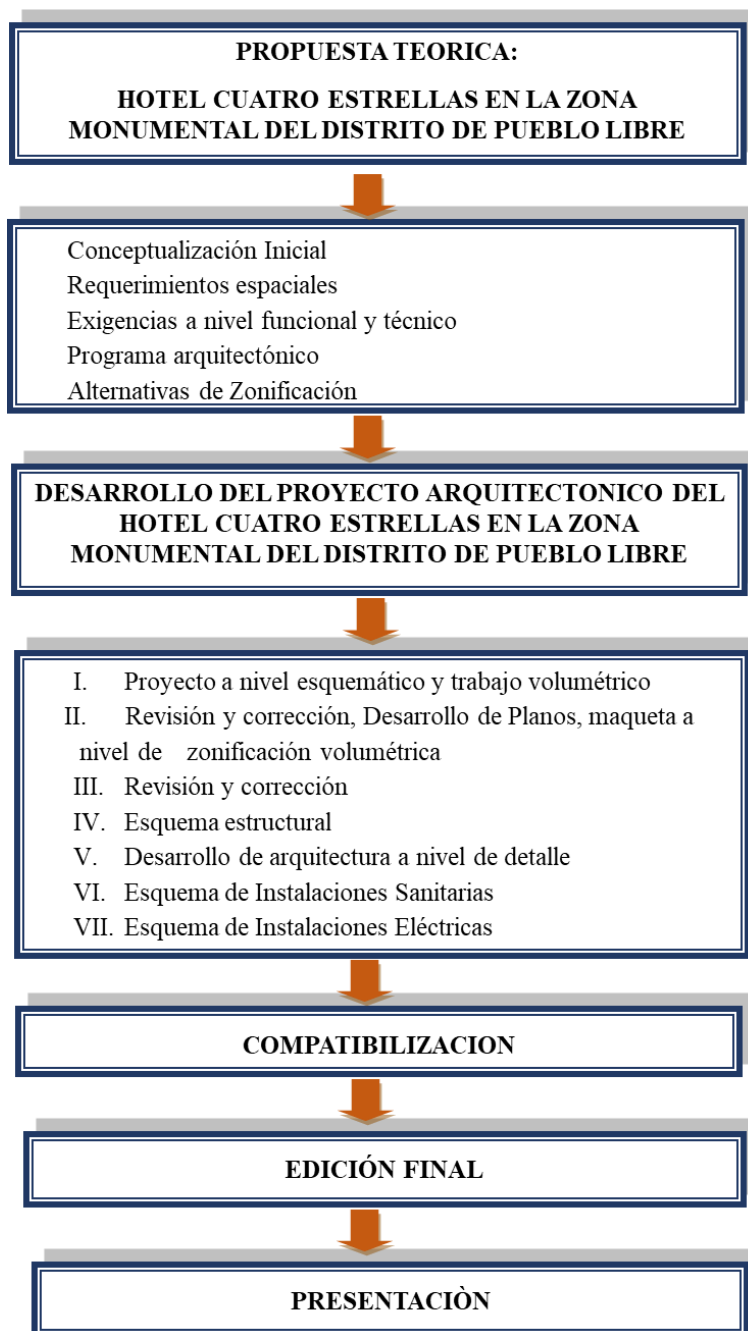 PROPUESTA TEORICA:
HOTEL CUATRO ESTRELLAS EN LA ZONA
MONUMENTAL DEL DISTRITO DE PUEBLO LIBRE
Conceptualización Inicial
Requerimientos espaciales
Exigencias a nivel funcional y técnico
Programa arquitectónico
Alternativas de Zonificación
DESARROLLO DEL PROYECTO ARQUITECTONICO DEL
HOTEL CUATRO ESTRELLAS EN LA ZONA
MONUMENTAL DEL DISTRITO DE PUEBLO LIBRE
I. Proyecto a nivel esquemático y trabajo volumétrico
II. Revisión y corrección, Desarrollo de Planos, maqueta a
nivel de zonificación volumétrica
III. Revisión y corrección
IV. Esquema estructural
V. Desarrollo de arquitectura a nivel de detalle
VI. Esquema de Instalaciones Sanitarias
VII. Esquema de Instalaciones Eléctricas
COMPATIBILIZACION
EDICIÓN FINAL
PRESENTACIÒN